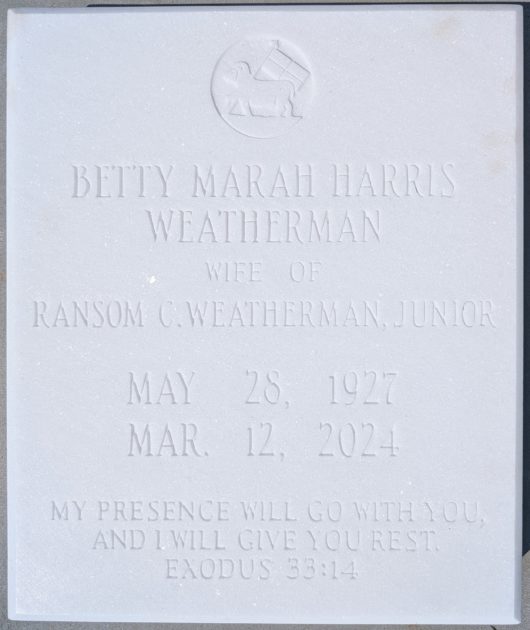 BETTY MARAH HARRIS
WEATHERMAN
WIFE OF
RANSOM C. WEATHERMAN, JUNIOR
MAY 28, 1927
MAR. 12, 2024
MY PRESENCE WILL GO WITH YOU,
AND I WILL GIVE YOU REST.
EXODUS 33:14